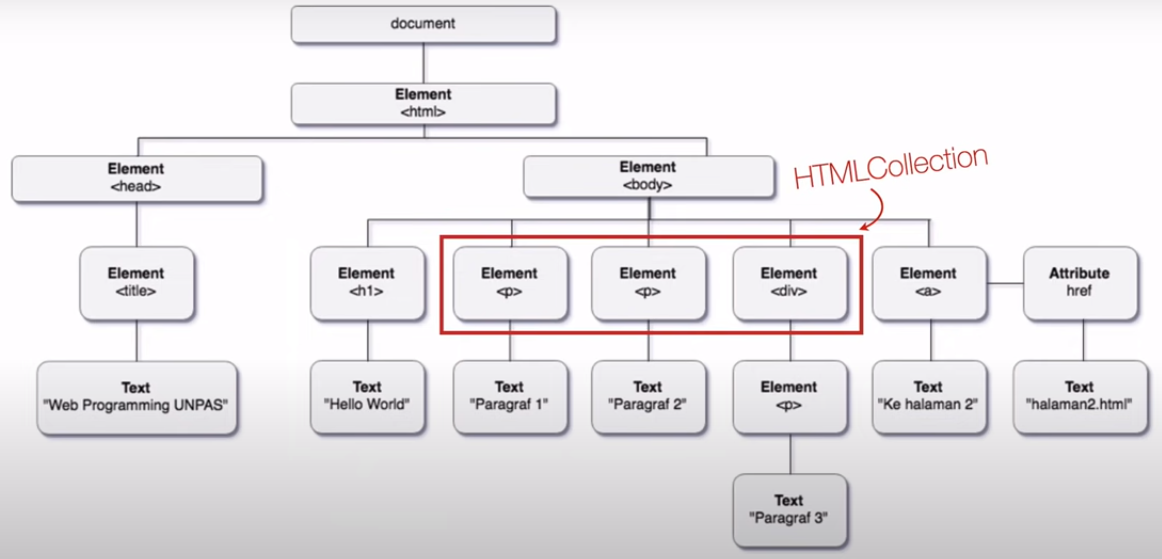 document
Element
<html>
Element
<head>
Element
<body>
HTMLCollection
Element
<title>
Element
<h1>
Element
<p>
Element
<p>
Element
<div>
Element
<a>
Attribute
href
Text
"Web Programming UNPAS"
Text
"Hello World"
Text
"Paragraf 1"
Text
"Paragraf 2"
Element
<p>
Text
"Ke halaman 2"
Text
"halaman2.html"
Text
"Paragraf 3"